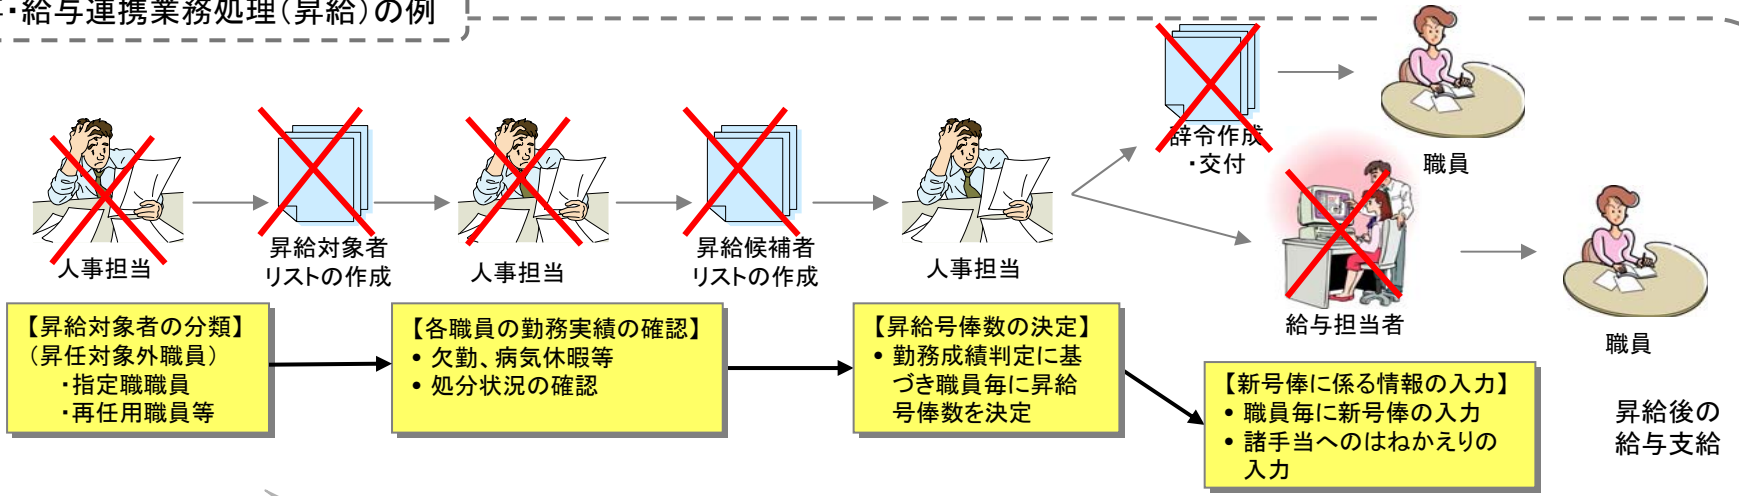 ・給与連携業務処理（昇給）の例
辞令作成
・交付
職員
人事担当
昇給対象者
リストの作成
人事担当
昇給候補者
リストの作成
人事担当
給与担当者
職員
【昇給対象者の分類】
（昇任対象外職員）
・指定職職員
・再任用職員等
【各職員の勤務実績の確認】
• 欠勤、病気休暇等
• 処分状況の確認
【昇給号俸数の決定】
• 勤務成績判定に基
づき職員毎に昇給
号俸数を決定
【新号俸に係る情報の入力】
• 職員毎に新号俸の入力
• 諸手当へのはねかえりの
入力
昇給後の
給与支給